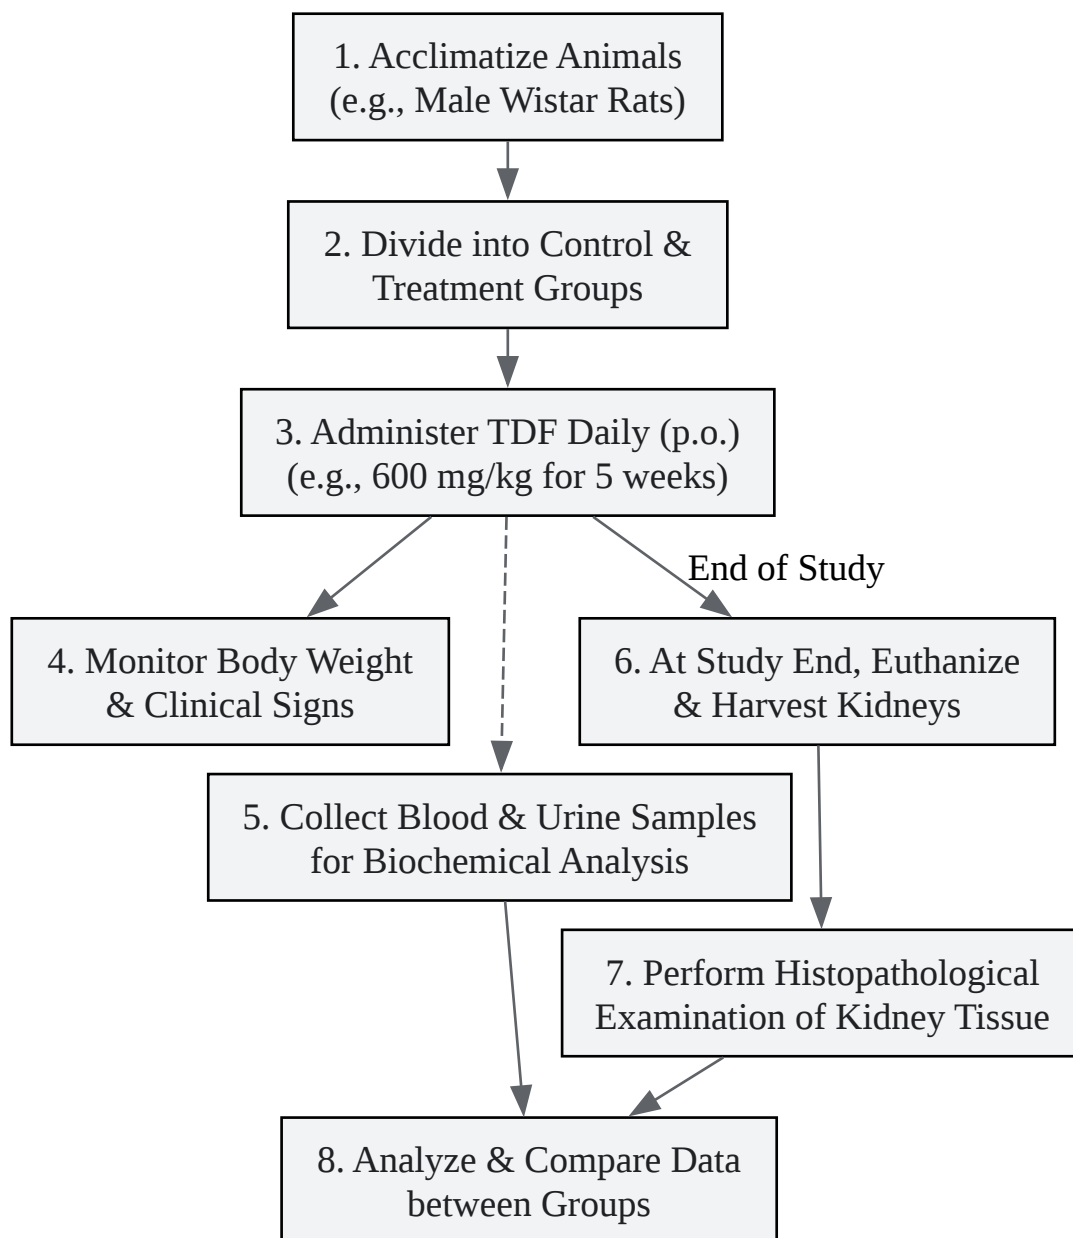 1. Acclimatize Animals
(e.g., Male Wistar Rats)
2. Divide into Control &
Treatment Groups
3. Administer TDF Daily (p.o.)
(e.g., 600 mg/kg for 5 weeks)
End of Study
4. Monitor Body Weight
& Clinical Signs
6. At Study End, Euthanize
& Harvest Kidneys
5. Collect Blood & Urine Samples
for Biochemical Analysis
7. Perform Histopathological
Examination of Kidney Tissue
8. Analyze & Compare Data
between Groups